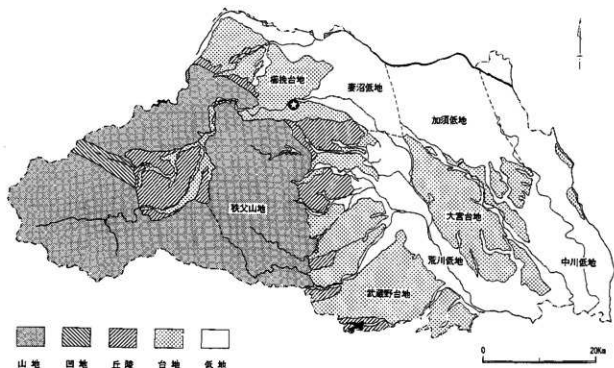 櫛挽台地
妻沼低地
加須低地
秩父山地
大宮台地
荒川低地
中川低地
武蔵野台地
山地
凹地
丘陵
台地
低地
0
20Km